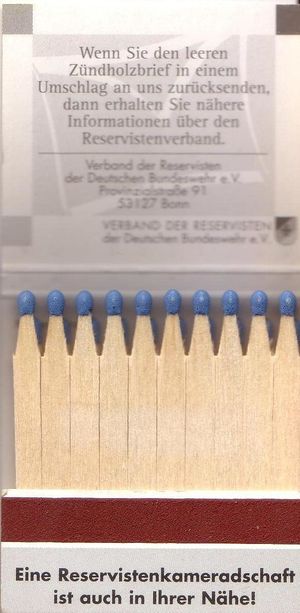 Wenn Sie den leeren
Zündholzbrief in einem
Umschlag an uns zurücksenden,
dann erhalten Sie nähere
Informationen über den
Reservistenverband.
Verband der Reservisten
der Deutschen Bundeswehr e.V.
Provinzialstraße 91
53127 Bonn
VERBAND DER RESERVISTEN
der Deutschen Bundeswehr e.V.
Eine Reservistenkameradschaft
ist auch in Ihrer Nähe!